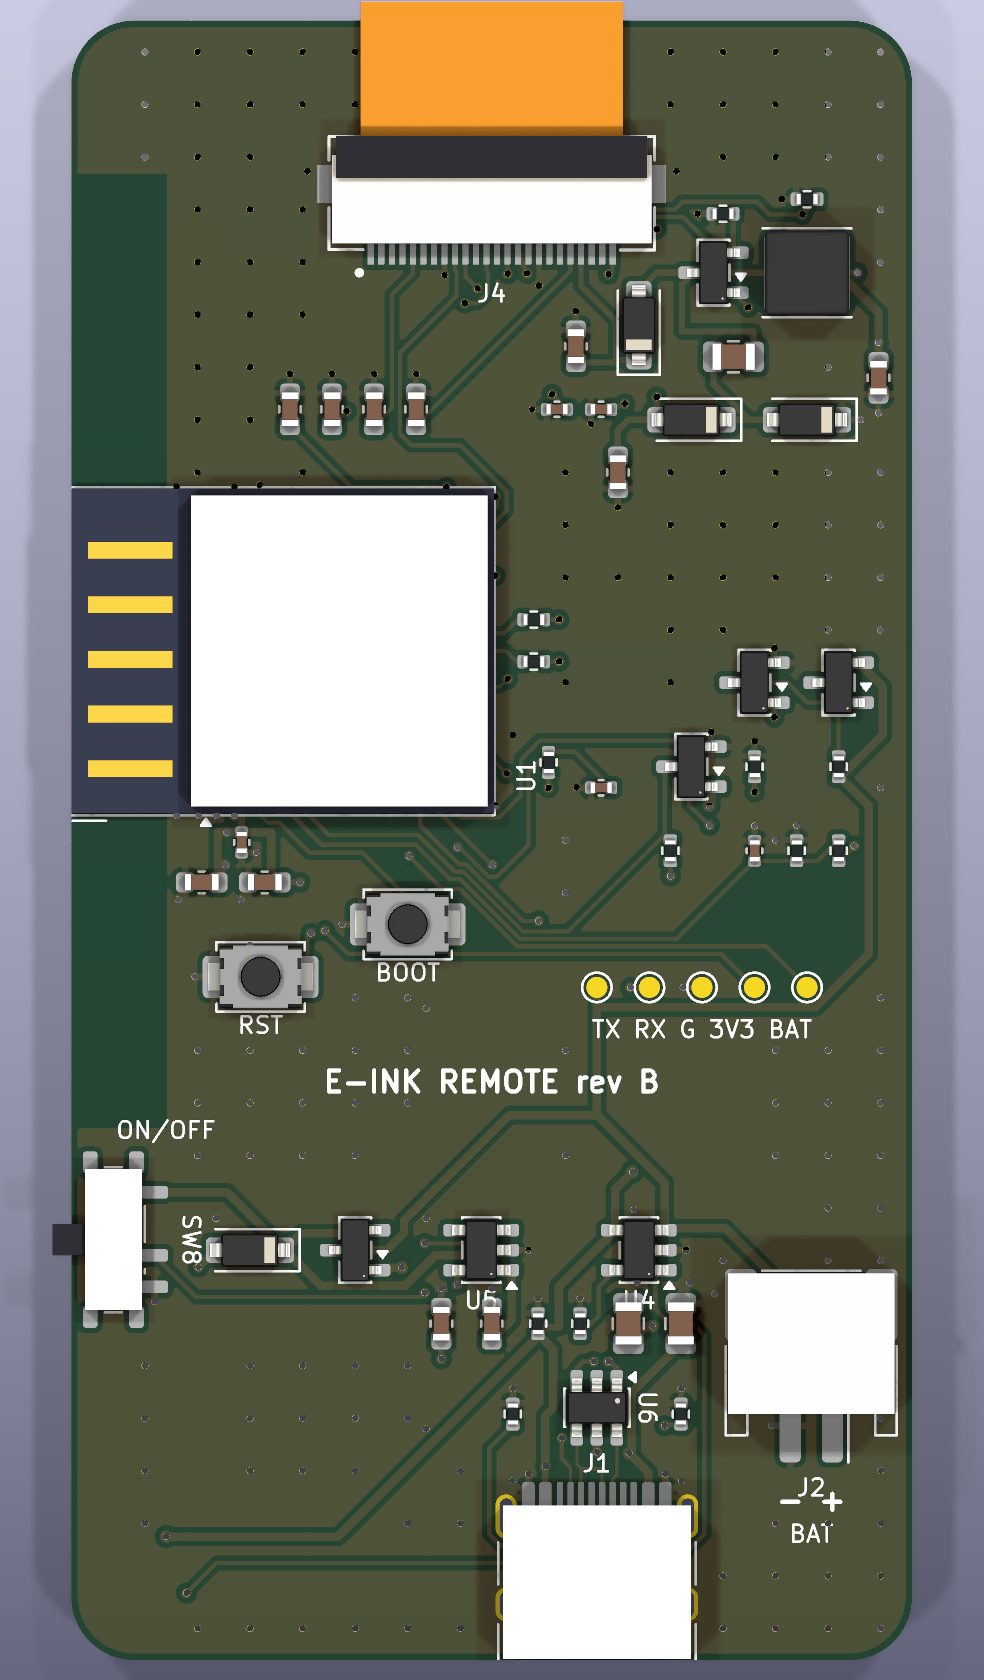 J4
U1
BOOT
RST
TX RX G 3V3 BAT
E-INK REMOTE rev B
ON/OFF
SW8
U5
U4
U6
J1
J2
- +
BAT